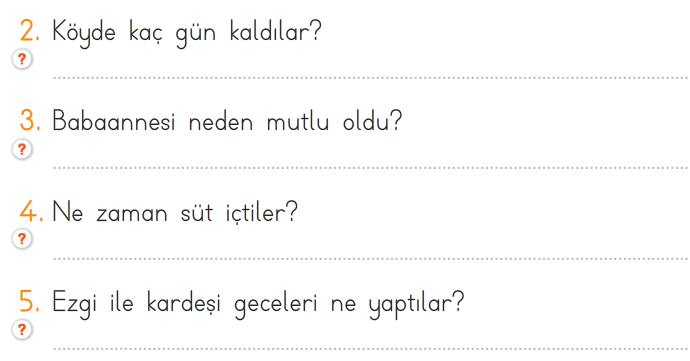 2. Köyde kaç gün kaldılar?
?
3. Babaannesi neden mutlu oldu?
?
4. Ne zaman süt içtiler?
?
5. Ezgi ile kardeşi geceleri ne yaptılar?
?